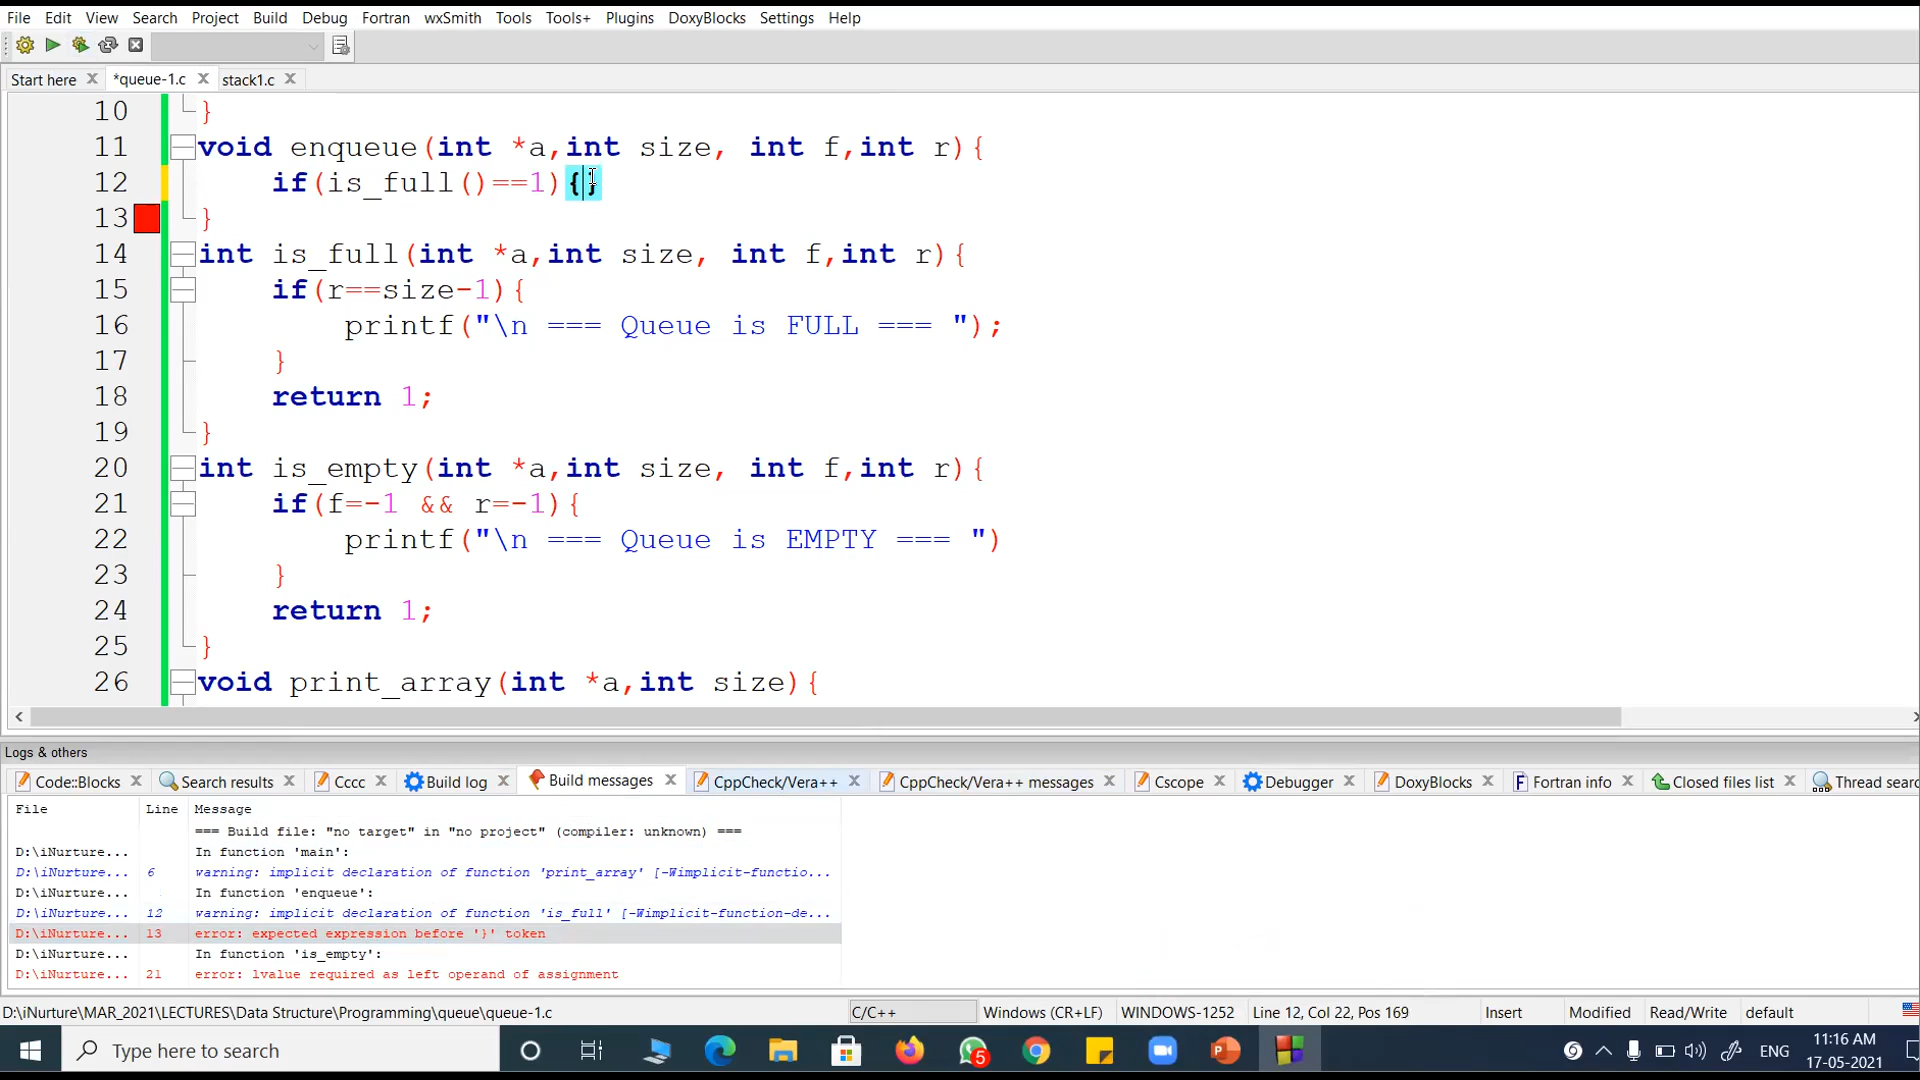 File Edit View Search Project Build Debug Fortran wxSmith Tools Tools+ Plugins DoxyBlocks Settings Help
Start here *queue-1.c stack1.c
10 }
11 void enqueue(int *a,int size, int f,int r){
12 if(is_full()==1){}
13 }
14 int is_full(int *a,int size, int f,int r){
15 if(r==size-1){
16 printf("\n === Queue is FULL === ");
17 }
18 return 1;
19 }
20 int is_empty(int *a,int size, int f,int r){
21 if(f=-1 && r=-1){
22 printf("\n === Queue is EMPTY === ")
23 }
24 return 1;
25 }
26 void print_array(int *a,int size){
Logs & others
Code::Blocks Search results Cccc Build log Build messages CppCheck/Vera++ CppCheck/Vera++ messages Cscope Debugger DoxyBlocks Fortran info Closed files list Thread searc
File Line Message
=== Build file: "no target" in "no project" (compiler: unknown) ===
D:\iNurture... In function 'main':
D:\iNurture... 6 warning: implicit declaration of function 'print_array' [-Wimplicit-functio...
D:\iNurture... In function 'enqueue':
D:\iNurture... 12 warning: implicit declaration of function 'is_full' [-Wimplicit-function-de...
D:\iNurture... 13 error: expected expression before '}' token
D:\iNurture... In function 'is_empty':
D:\iNurture... 21 error: lvalue required as left operand of assignment
D:\iNurture\MAR_2021\LECTURES\Data Structure\Programming\queue\queue-1.c C/C++ Windows (CR+LF) WINDOWS-1252 Line 12, Col 22, Pos 169 Insert Modified Read/Write default
Type here to search 5 ENG 11:16 AM
17-05-2021